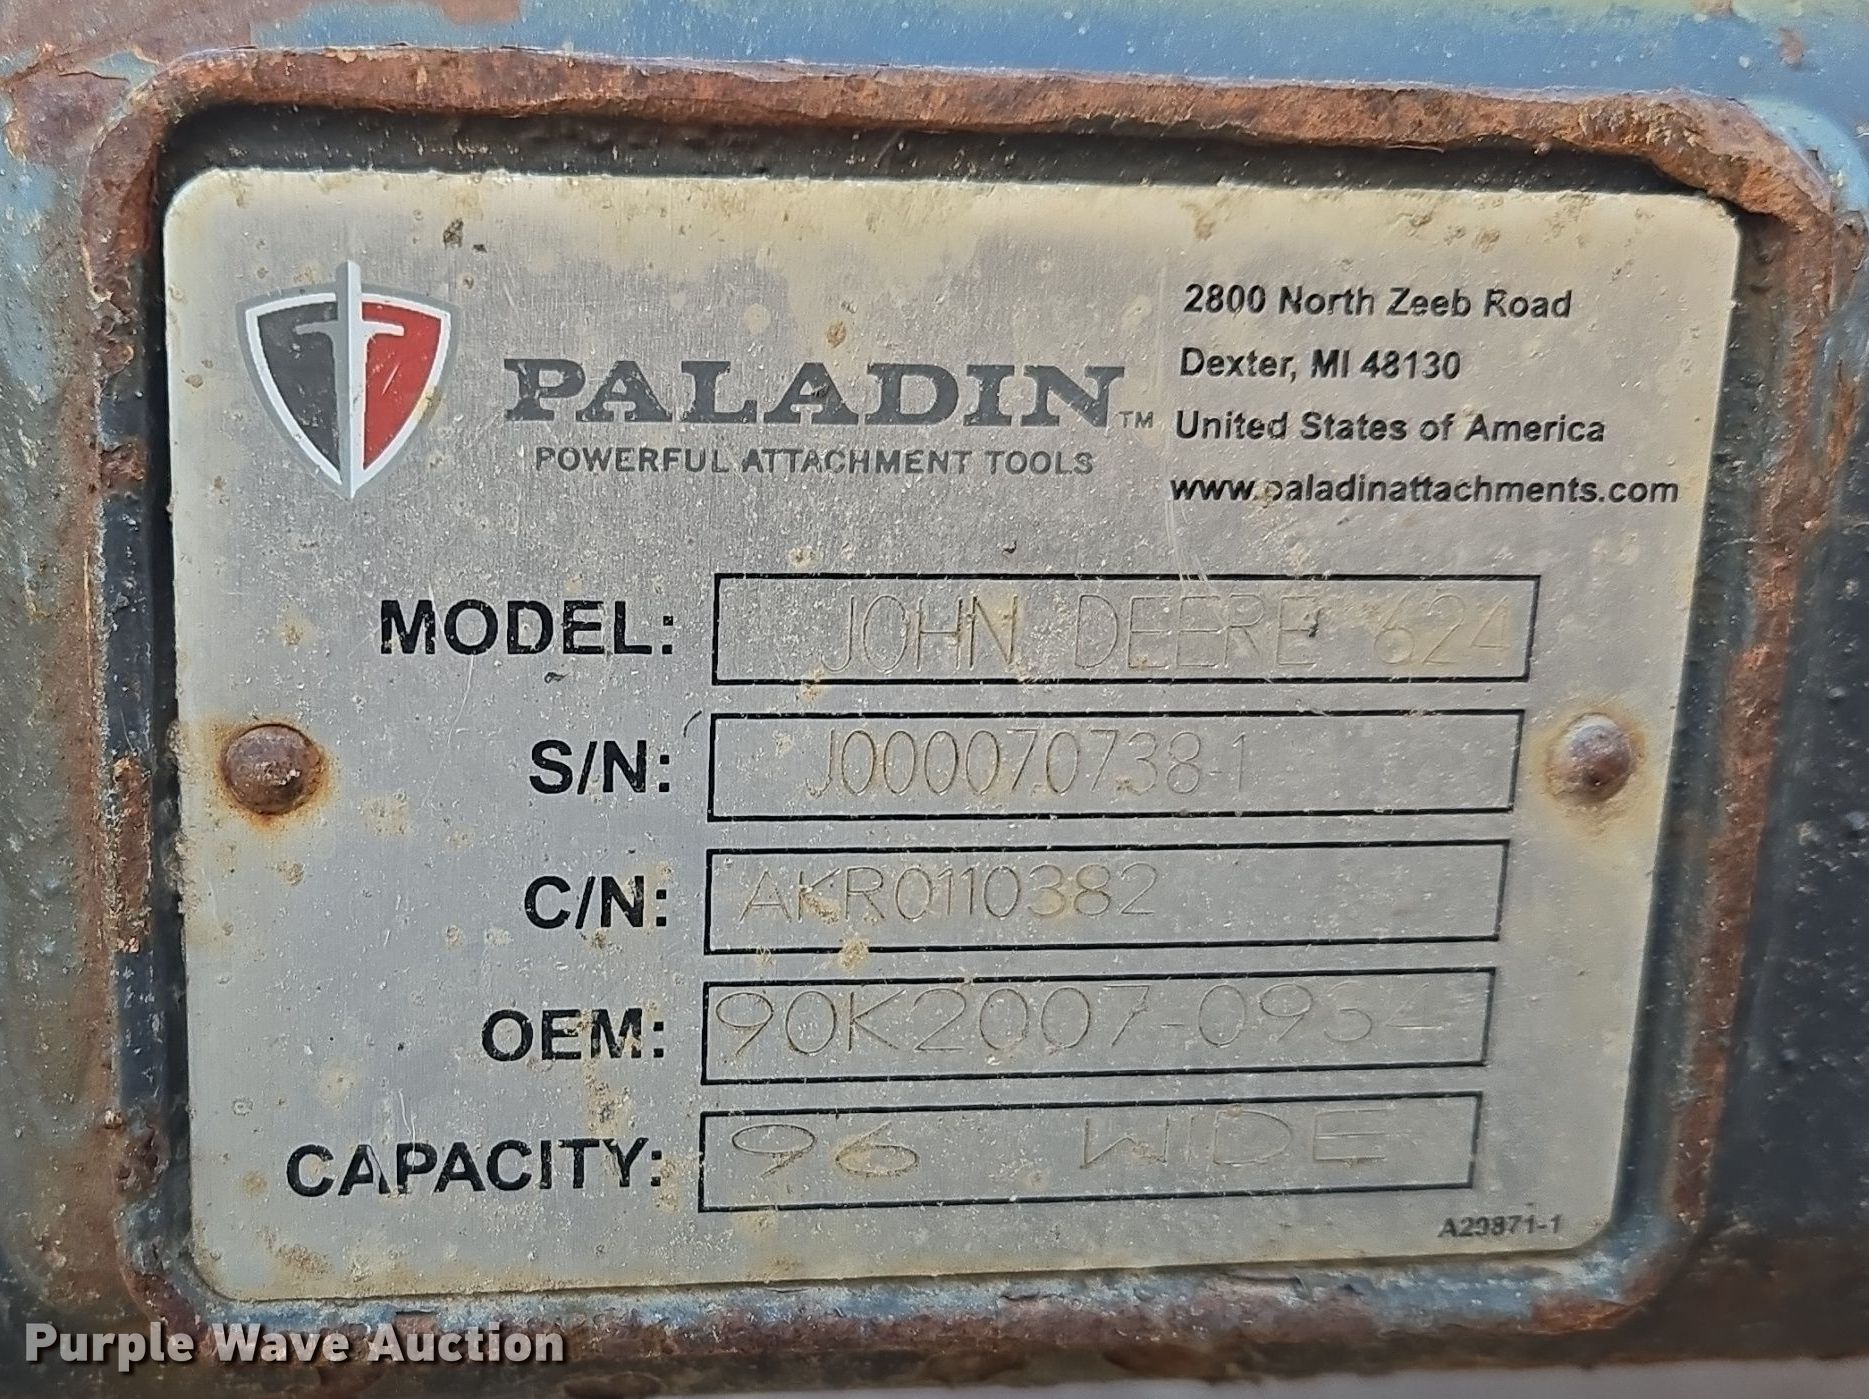 PALADIN™
POWERFUL ATTACHMENT TOOLS
2800 North Zeeb Road
Dexter, MI 48130
United States of America
www.paladinattachments.com
MODEL: JOHN DEERE 624
S/N: J000070738-1
C/N: AKR0110382
OEM: 90K2007-0934
CAPACITY: 96 WIDE
A29871-1
Purple Wave Auction